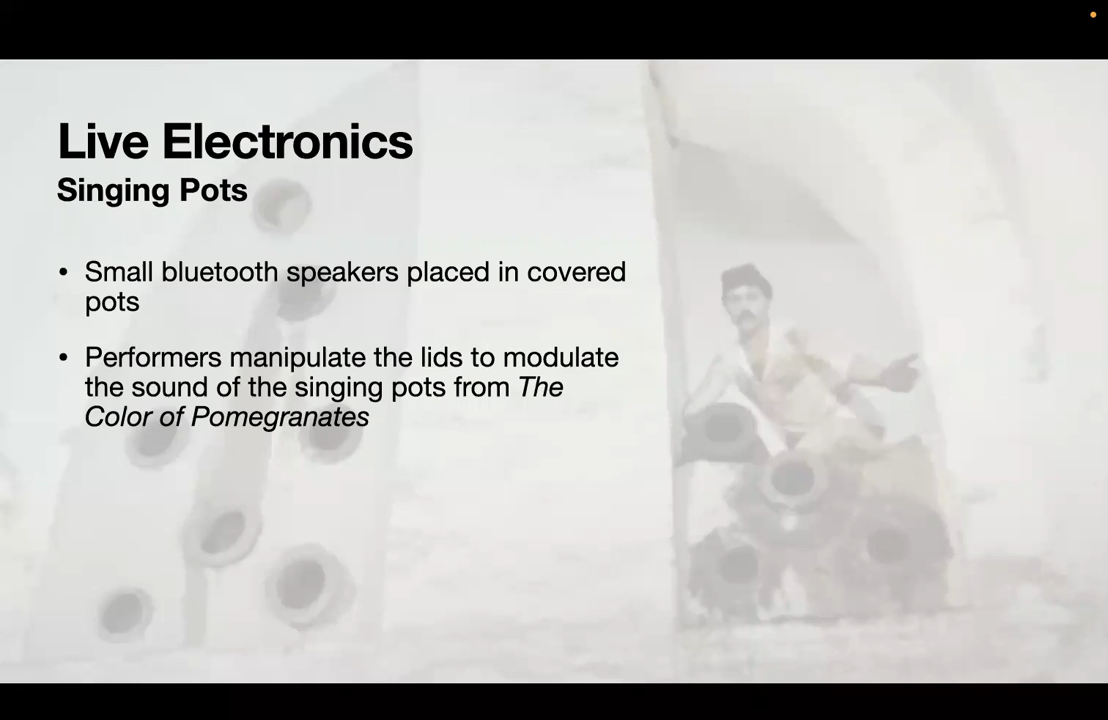 Live Electronics
Singing Pots
• Small bluetooth speakers placed in covered
pots
• Performers manipulate the lids to modulate
the sound of the singing pots from The
Color of Pomegranates